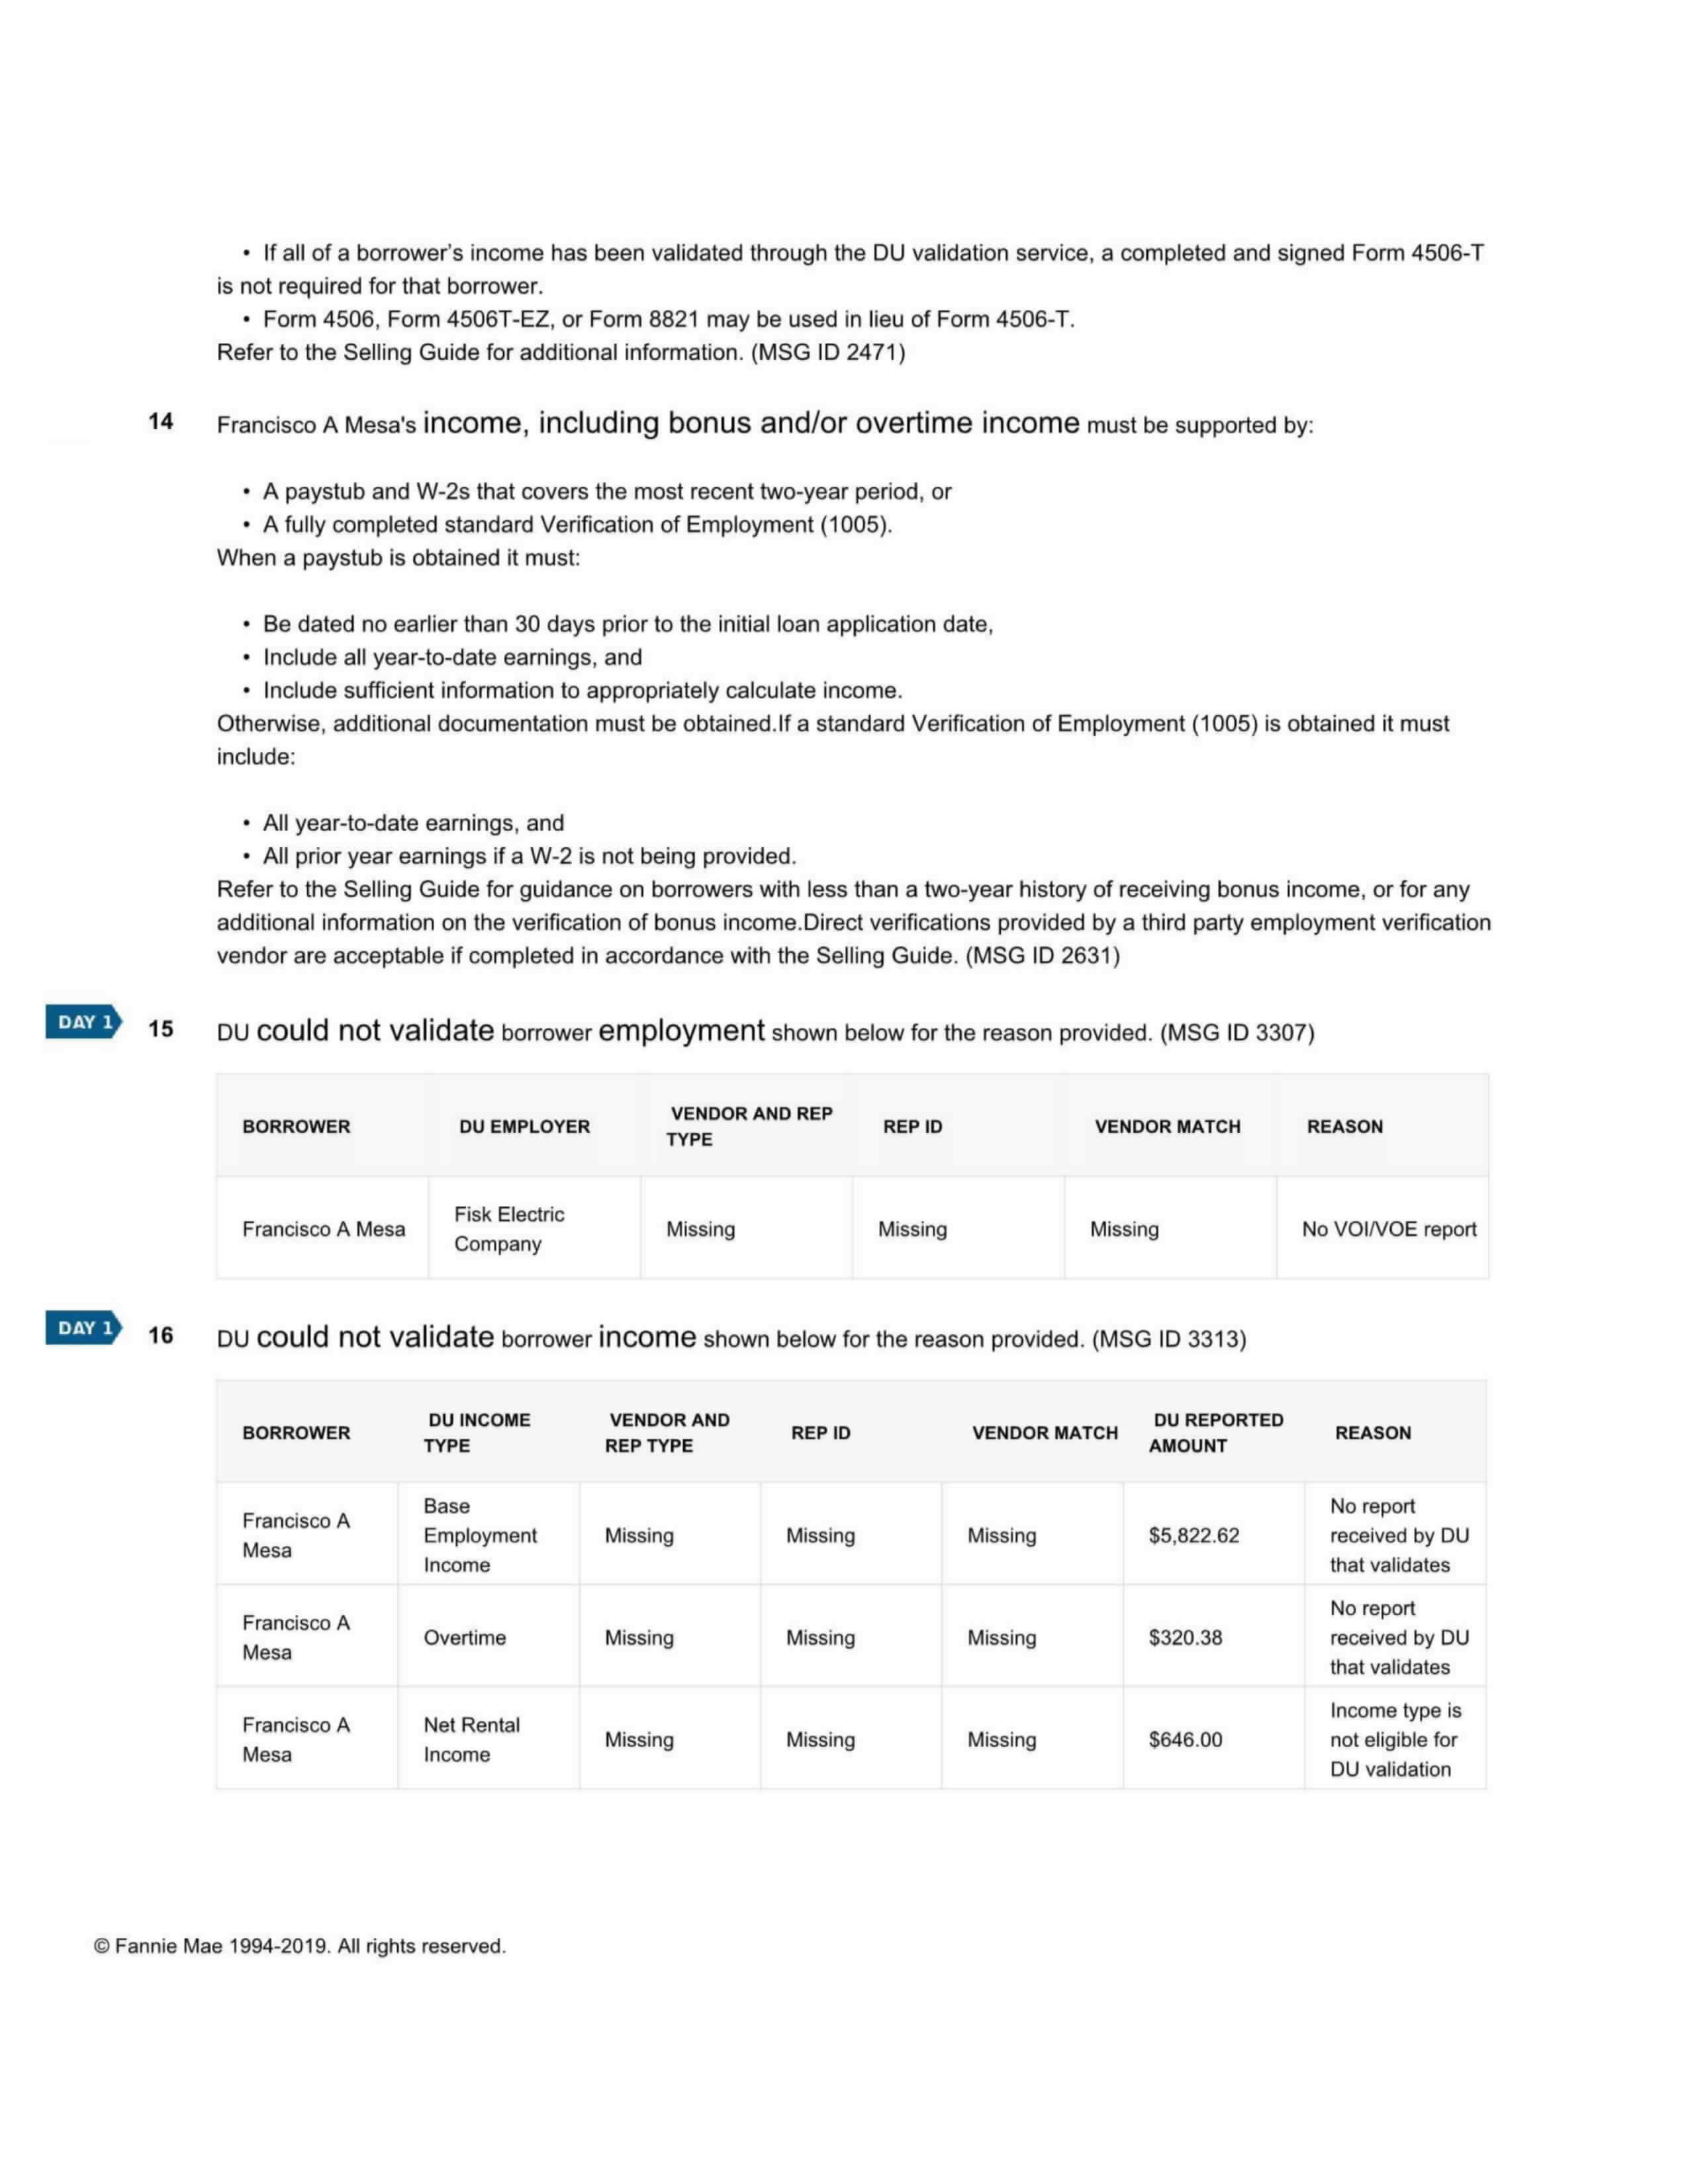 • If all of a borrower's income has been validated through the DU validation service, a completed and signed Form 4506-T
is not required for that borrower.
• Form 4506, Form 4506T-EZ, or Form 8821 may be used in lieu of Form 4506-T.
Refer to the Selling Guide for additional information. (MSG ID 2471)
14 Francisco A Mesa's income, including bonus and/or overtime income must be supported by:
• A paystub and W-2s that covers the most recent two-year period, or
• A fully completed standard Verification of Employment (1005).
When a paystub is obtained it must:
• Be dated no earlier than 30 days prior to the initial loan application date,
• Include all year-to-date earnings, and
• Include sufficient information to appropriately calculate income.
Otherwise, additional documentation must be obtained.If a standard Verification of Employment (1005) is obtained it must
include:
• All year-to-date earnings, and
• All prior year earnings if a W-2 is not being provided.
Refer to the Selling Guide for guidance on borrowers with less than a two-year history of receiving bonus income, or for any
additional information on the verification of bonus income.Direct verifications provided by a third party employment verification
vendor are acceptable if completed in accordance with the Selling Guide. (MSG ID 2631)
DAY 1 15 DU could not validate borrower employment shown below for the reason provided. (MSG ID 3307)
BORROWER DU EMPLOYER VENDOR AND REP TYPE REP ID VENDOR MATCH REASON
Francisco A Mesa Fisk Electric Company Missing Missing Missing No VOI/VOE report
DAY 1 16 DU could not validate borrower income shown below for the reason provided. (MSG ID 3313)
BORROWER DU INCOME TYPE VENDOR AND REP TYPE REP ID VENDOR MATCH DU REPORTED AMOUNT REASON
Francisco A Mesa Base Employment Income Missing Missing Missing $5,822.62 No report received by DU that validates
Francisco A Mesa Overtime Missing Missing Missing $320.38 No report received by DU that validates
Francisco A Mesa Net Rental Income Missing Missing Missing $646.00 Income type is not eligible for DU validation
© Fannie Mae 1994-2019. All rights reserved.